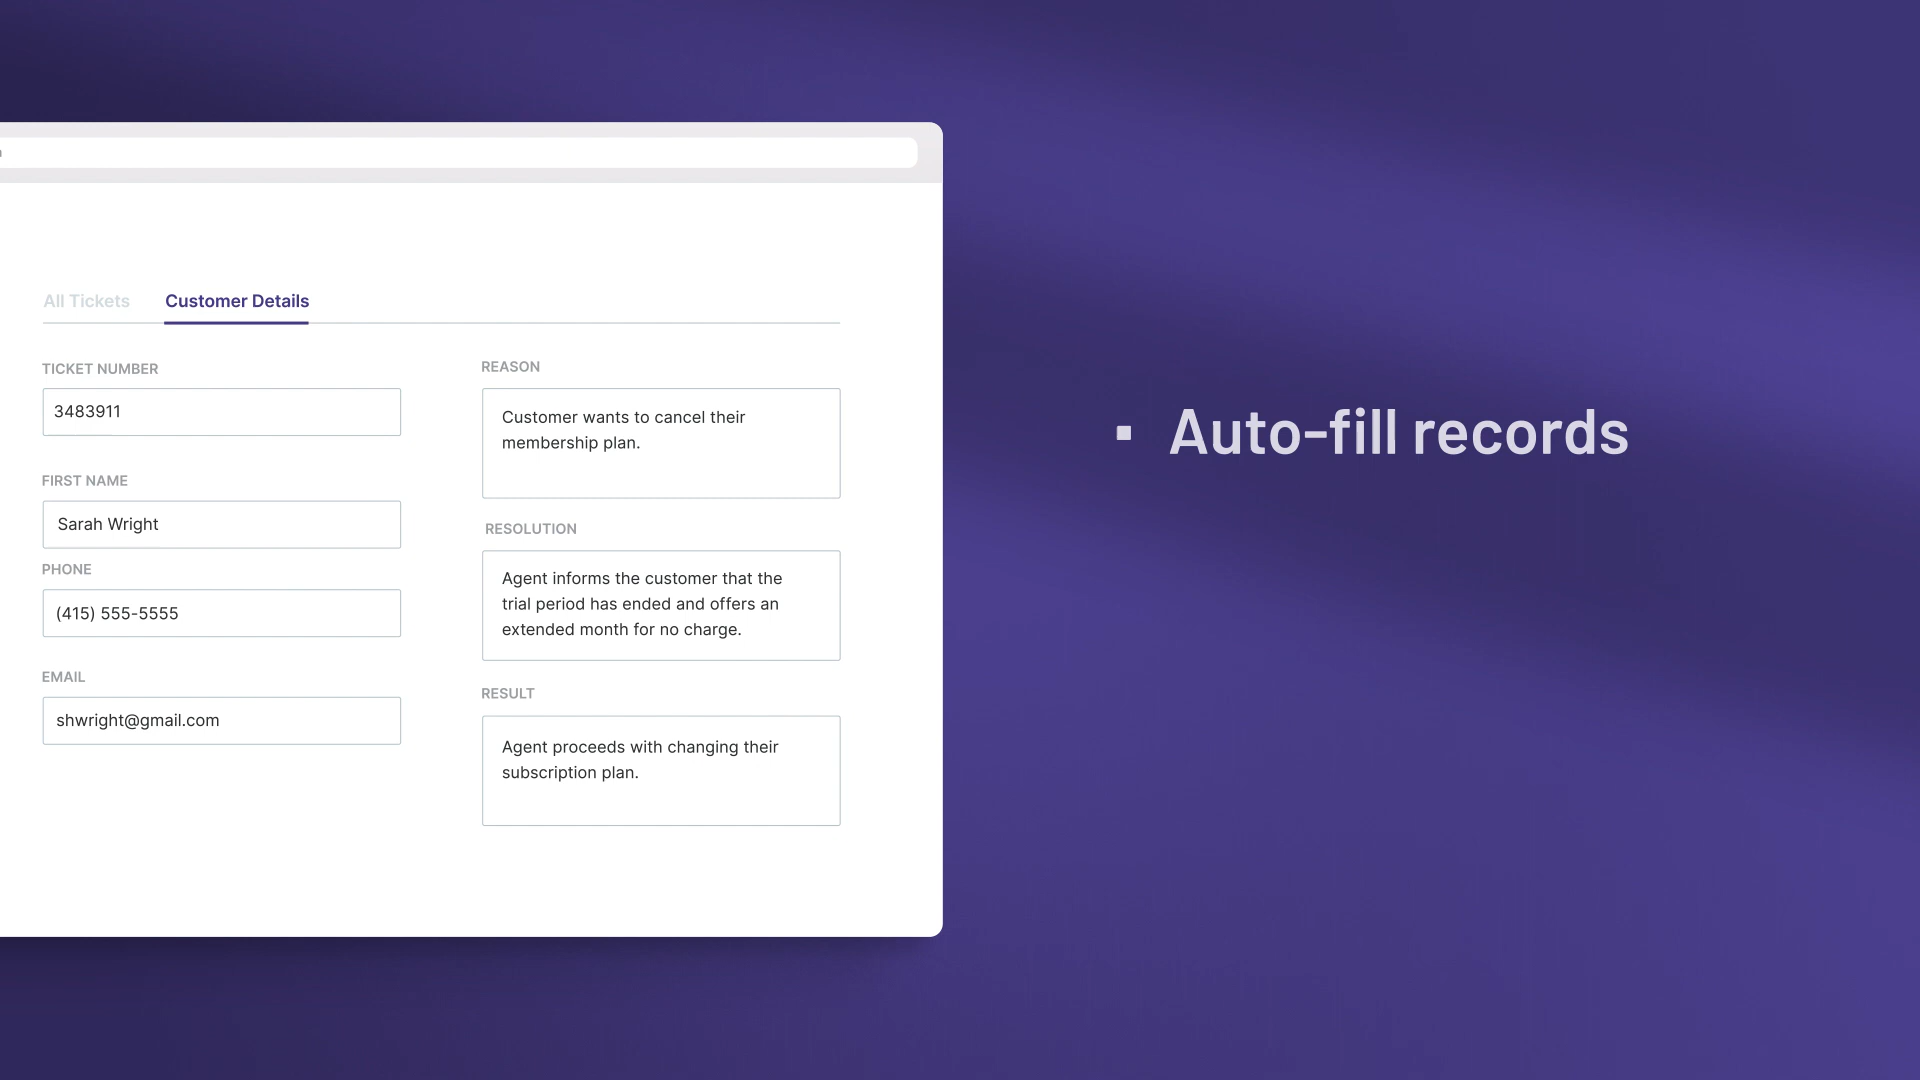 All Tickets
Customer Details
TICKET NUMBER
3483911
FIRST NAME
Sarah Wright
PHONE
(415) 555-5555
EMAIL
shwright@gmail.com
REASON
Customer wants to cancel their
membership plan.
RESOLUTION
Agent informs the customer that the
trial period has ended and offers an
extended month for no charge.
RESULT
Agent proceeds with changing their
subscription plan.
▪ Auto-fill records